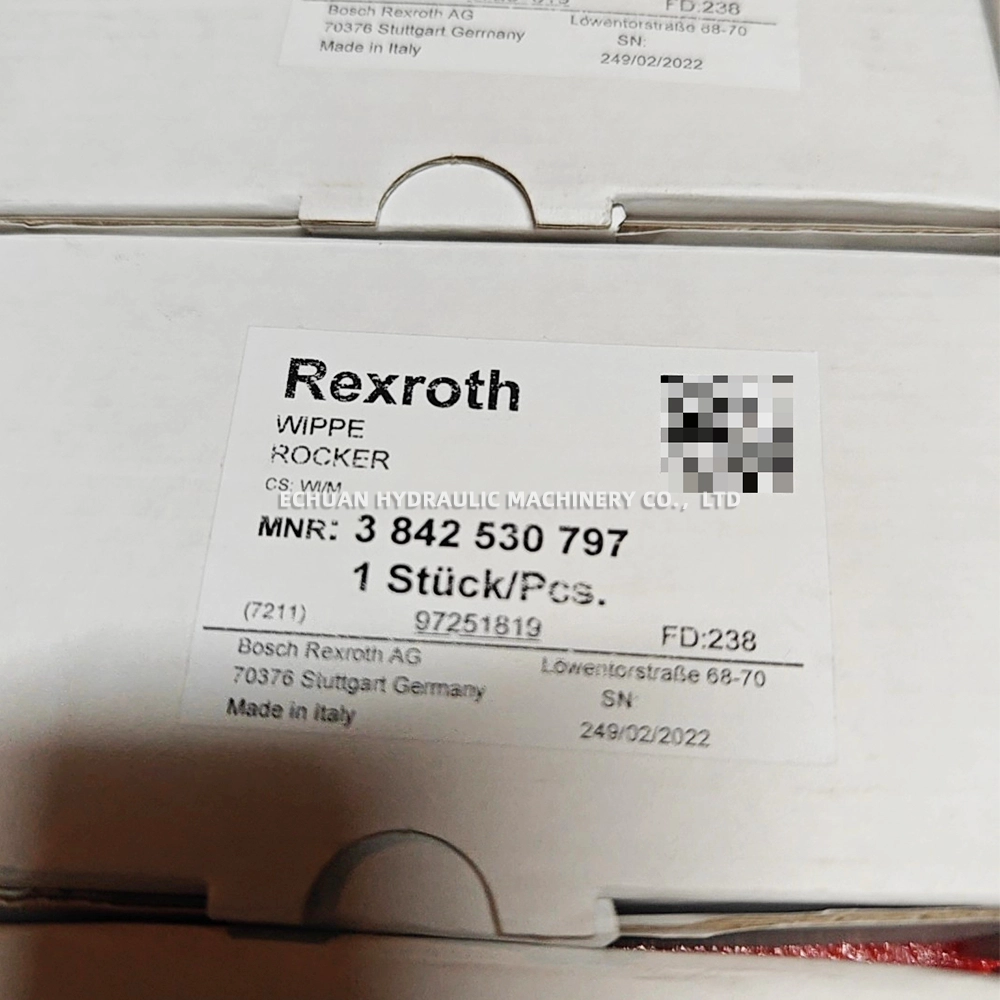 FD:238
Bosch Rexroth AG
Löwentorstraße 68-70
70376 Stuttgart Germany
SN:
Made in Italy
249/02/2022
Rexroth
WIPPE
ROCKER
CS: WI/M
ECHUAN HYDRAULIC MACHINERY CO., LTD
MNR: 3 842 530 797
1 Stück/Pcs.
(7211) 97251819 FD:238
Bosch Rexroth AG
Löwentorstraße 68-70
70376 Stuttgart Germany
SN:
Made in Italy
249/02/2022